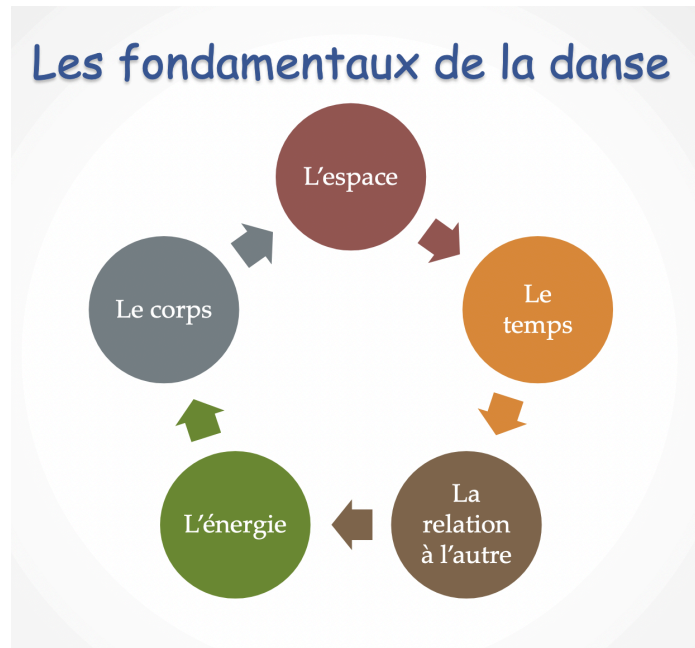 Les fondamentaux de la danse
L'espace
Le
temps
La
relation
à l'autre
L'énergie
Le corps